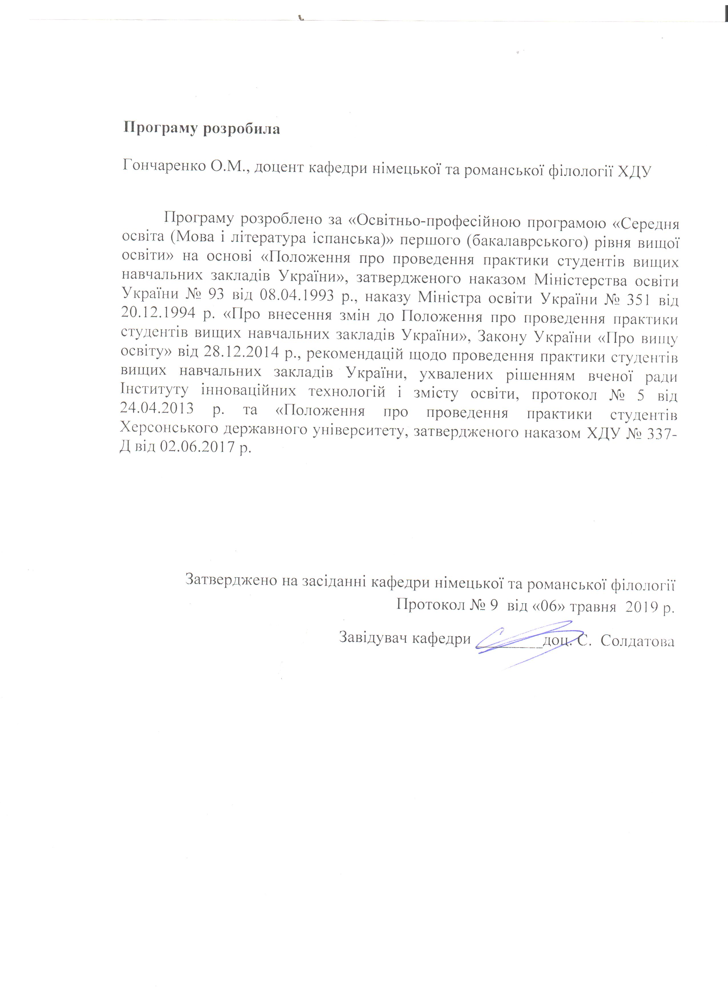 Програму розробила
Гончаренко О.М., доцент кафедри німецької та романської філології ХДУ
Програму розроблено за «Освітньо-професійною програмою «Середня
освіта (Мова і література іспанська)» першого (бакалаврського) рівня вищої
освіти» на основі «Положення про проведення практики студентів вищих
навчальних закладів України», затвердженого наказом Міністерства освіти
України № 93 від 08.04.1993 р., наказу Міністра освіти України № 351 від
20.12.1994 р. «Про внесення змін до Положення про проведення практики
студентів вищих навчальних закладів України», Закону України «Про вищу
освіту» від 28.12.2014 р., рекомендацій щодо проведення практики студентів
вищих навчальних закладів України, ухвалених рішенням вченої ради
Інституту інноваційних технологій і змісту освіти, протокол № 5 від
24.04.2013 р. та «Положення про проведення практики студентів
Херсонського державного університету, затвердженого наказом ХДУ № 337-
Д від 02.06.2017 р.
Затверджено на засіданні кафедри німецької та романської філології
Протокол № 9 від «06» травня 2019 р.
Завідувач кафедри ________доц. С. Солдатова